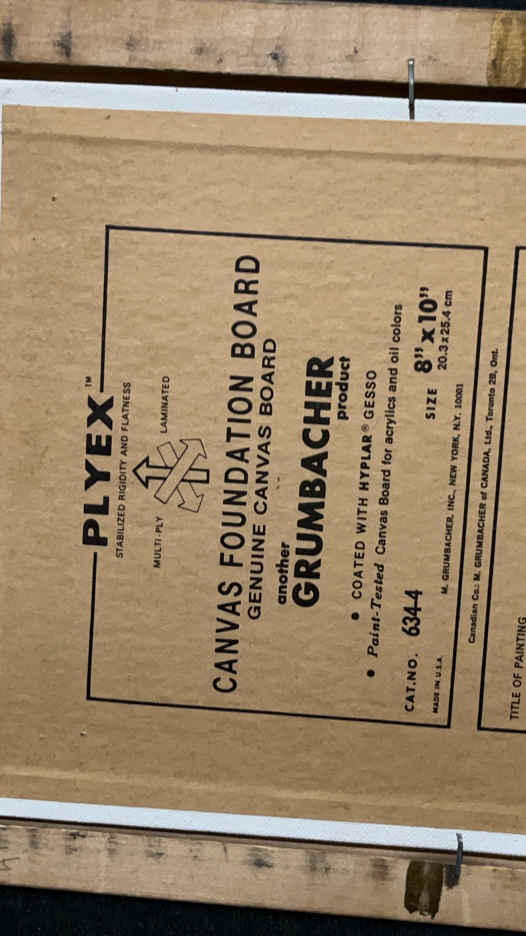 PLYEX™
STABILIZED RIGIDITY AND FLATNESS
MULTI-PLY LAMINATED
CANVAS FOUNDATION BOARD
GENUINE CANVAS BOARD
another
GRUMBACHER
product
• COATED WITH HYPLAR® GESSO
• Paint-Tested Canvas Board for acrylics and oil colors
CAT.NO. 634-4 SIZE 8" x 10"
20.3 x 25.4 cm
MADE IN U.S.A. M. GRUMBACHER, INC., NEW YORK, N.Y. 10001
Canadian Co.: M. GRUMBACHER of CANADA, Ltd., Toronto 2B, Ont.
TITLE OF PAINTING